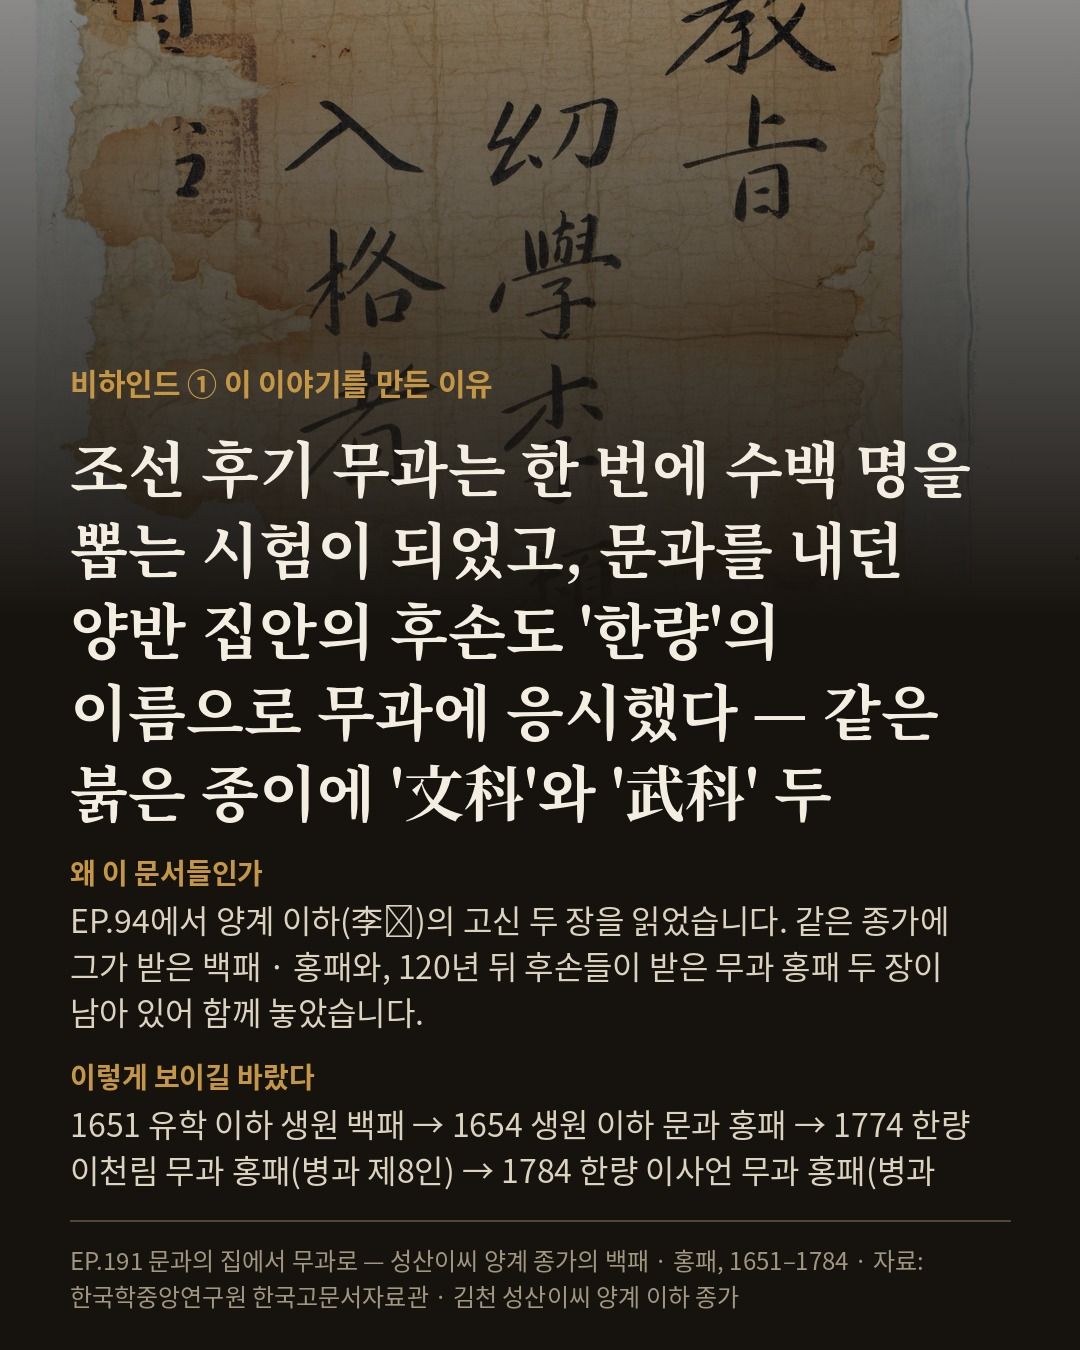 教旨
幼學李
入格者
비하인드 ① 이 이야기를 만든 이유
조선 후기 무과는 한 번에 수백 명을
뽑는 시험이 되었고, 문과를 내던
양반 집안의 후손도 '한량'의
이름으로 무과에 응시했다 — 같은
붉은 종이에 '文科'와 '武科' 두
왜 이 문서들인가
EP.94에서 양계 이하(李)의 고신 두 장을 읽었습니다. 같은 종가에
그가 받은 백패 · 홍패와, 120년 뒤 후손들이 받은 무과 홍패 두 장이
남아 있어 함께 놓았습니다.
이렇게 보이길 바랐다
1651 유학 이하 생원 백패 → 1654 생원 이하 문과 홍패 → 1774 한량
이천림 무과 홍패(병과 제8인) → 1784 한량 이사언 무과 홍패(병과
EP.191 문과의 집에서 무과로 — 성산이씨 양계 종가의 백패 · 홍패, 1651–1784 · 자료:
한국학중앙연구원 한국고문서자료관 · 김천 성산이씨 양계 이하 종가